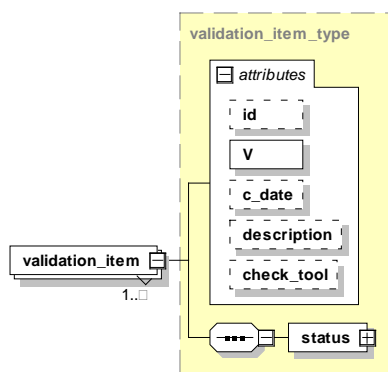 validation_item_type
attributes
id
V
c_date
description
check_tool
validation_item
1..□
status